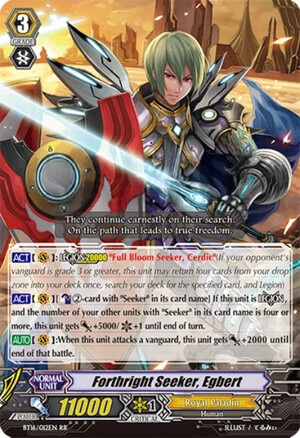 3
GRADE
They continue earnestly on their search.
On the path that leads to true freedom.
ACT [ ]:LEGION 20000 "Full Bloom Seeker, Cerdic"(If your opponent's
vanguard is grade 3 or greater, this unit may return four cards from your drop
zone into your deck once, search your deck for the specified card, and Legion)
ACT [ ]:[ 2-card with "Seeker" in its card name] If this unit is LEGION,
and the number of your other units with "Seeker" in its card name is four or
more, this unit gets +5000/ +1 until end of turn.
AUTO [ ]:When this unit attacks a vanguard, this unit gets +2000 until
end of that battle.
NORMAL
UNIT
Forthright Seeker, Egbert
11000
1
CRITICAL
Royal Paladin
Human
BT16/012EN RR
ILLUST /